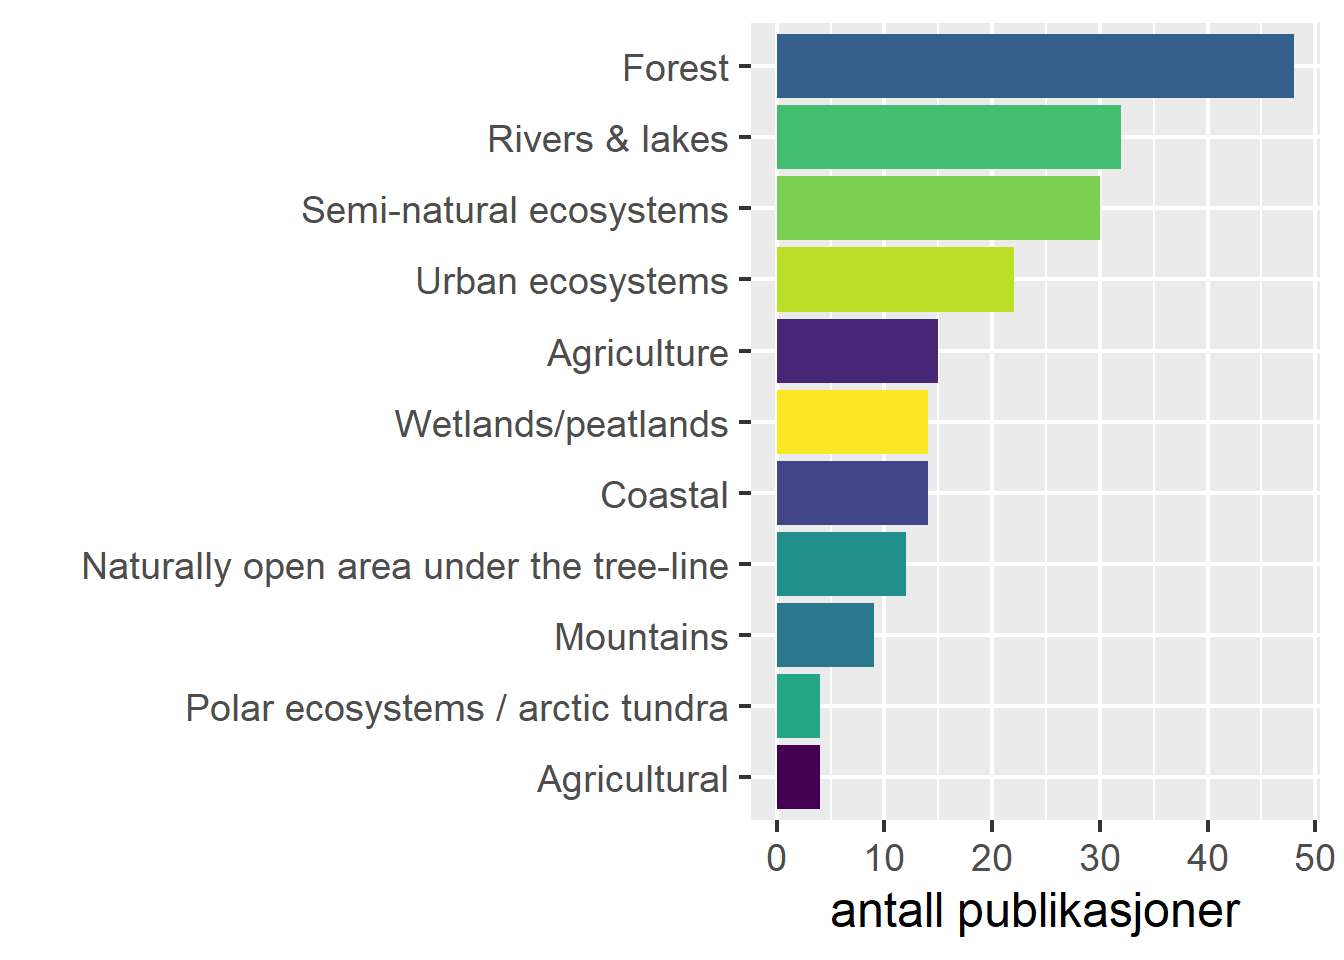 Forest
Rivers & lakes
Semi-natural ecosystems
Urban ecosystems
Agriculture
Wetlands/peatlands
Coastal
Naturally open area under the tree-line
Mountains
Polar ecosystems / arctic tundra
Agricultural
0 10 20 30 40 50
antall publikasjoner